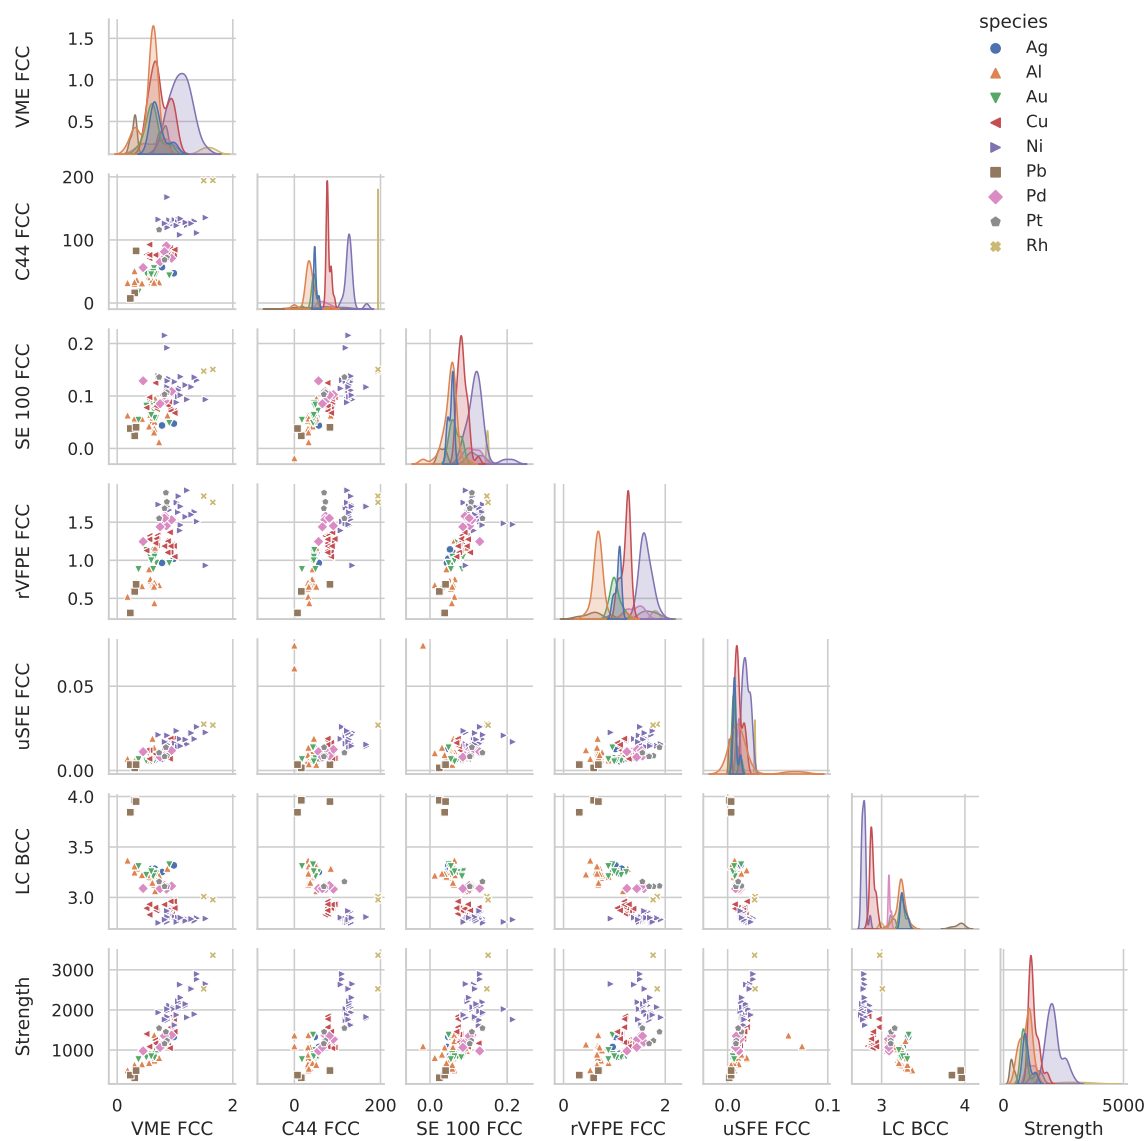 species
Ag
Al
Au
Cu
Ni
Pb
Pd
Pt
Rh
VME FCC
1.5
1.0
0.5
C44 FCC
200
100
0
SE 100 FCC
0.2
0.1
0.0
rVFPE FCC
1.5
1.0
0.5
uSFE FCC
0.05
0.00
LC BCC
4.0
3.5
3.0
Strength
3000
2000
1000
0 2 0 200 0.0 0.2 0 2 0.0 0.1 3 4 0 5000
VME FCC C44 FCC SE 100 FCC rVFPE FCC uSFE FCC LC BCC Strength